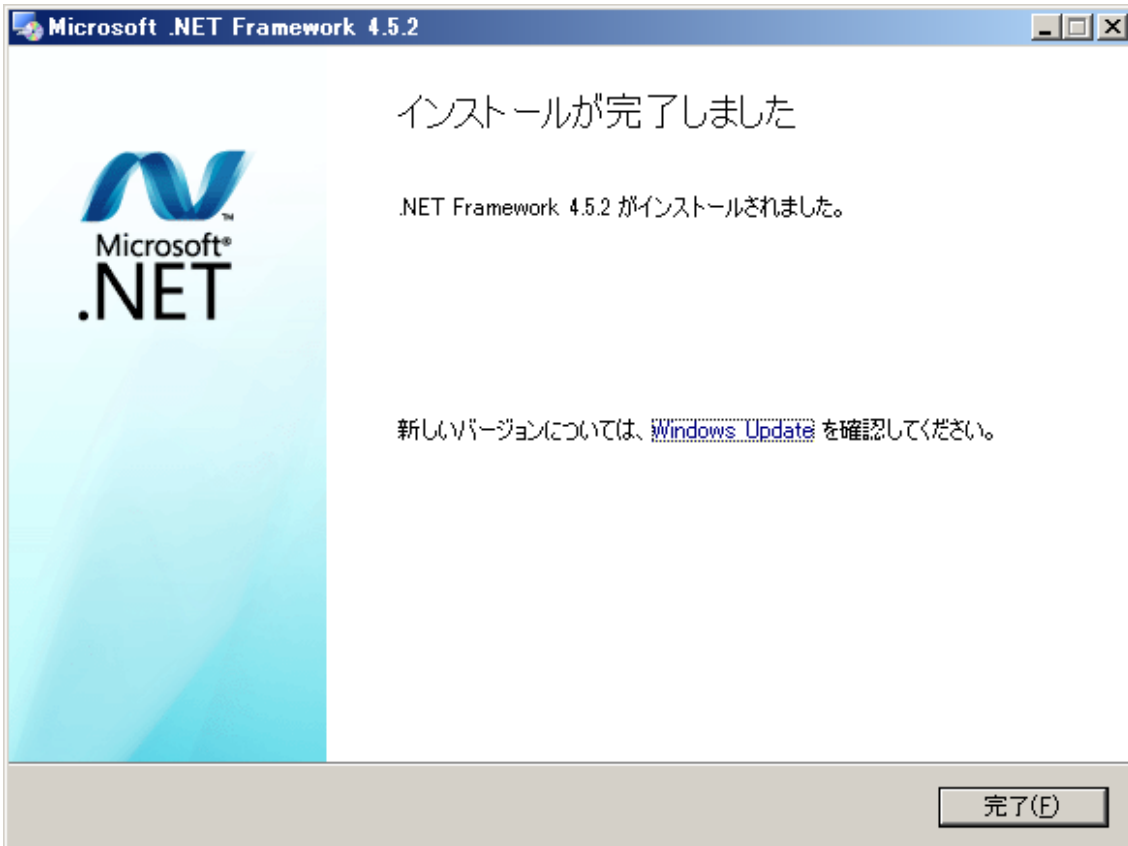 Microsoft .NET Framework 4.5.2
インストールが完了しました
Microsoft®
.NET
™
.NET Framework 4.5.2 がインストールされました。
新しいバージョンについては、Windows Update を確認してください。
完了(F)